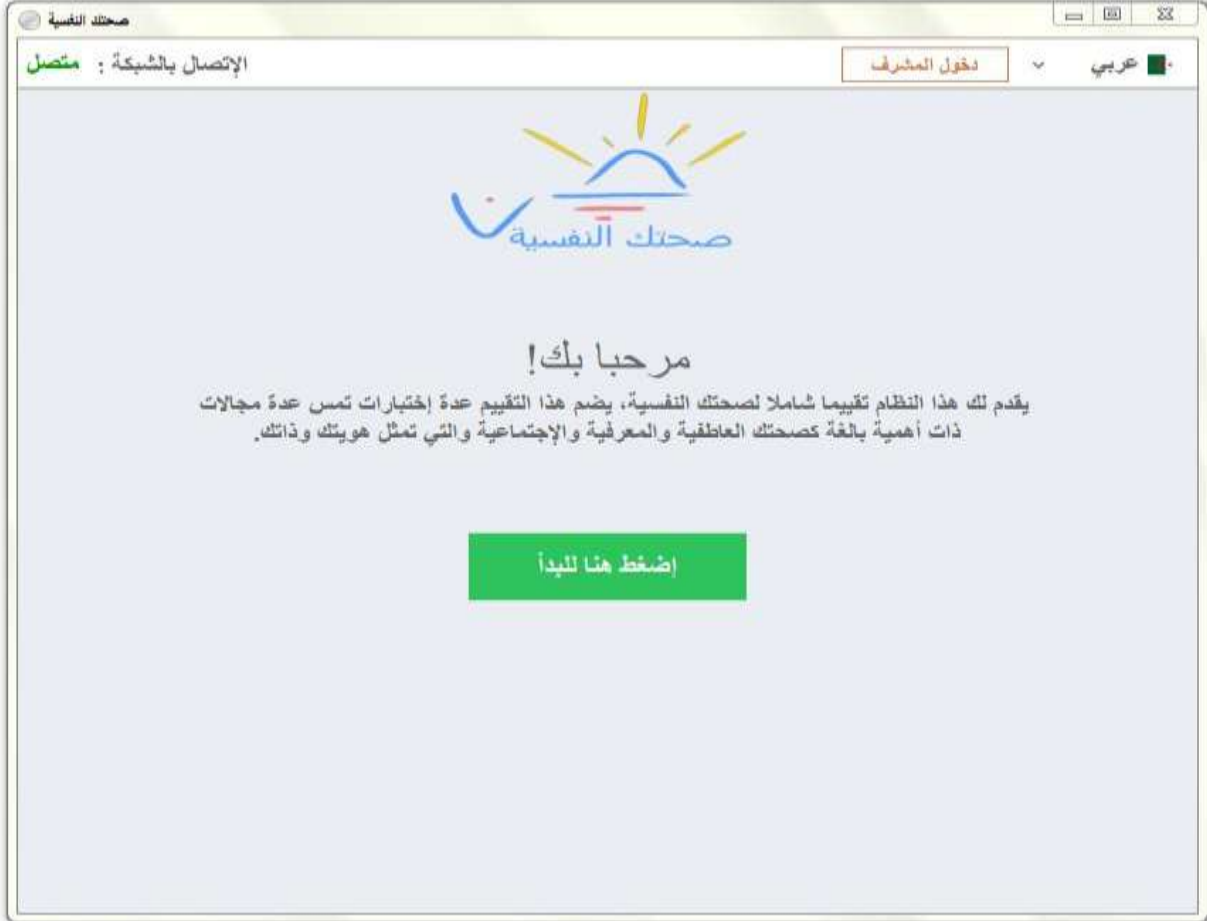 صحتك النفسية
الإتصال بالشبكة : متصل
دخول المشرف
عربي
صحتك النفسية
مرحبا بك!
يقدم لك هذا النظام تقييما شاملا لصحتك النفسية، يضم هذا التقييم عدة إختبارات تمس عدة مجالات
ذات أهمية بالغة كصحتك العاطفية والمعرفية والإجتماعية والتي تمثل هويتك وذاتك.
إضغط هنا للبدأ